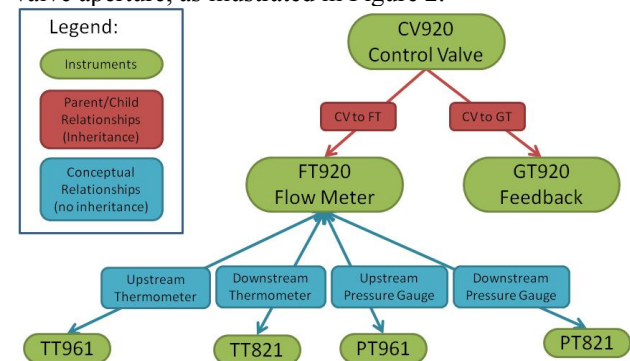 valve aperture, as illustrated in Figure 2.
Legend:
Instruments
Parent/Child
Relationships
(Inheritance)
Conceptual
Relationships
(no inheritance)
CV920
Control Valve
CV to FT
CV to GT
FT920
Flow Meter
GT920
Feedback
Upstream
Thermometer
Downstream
Thermometer
Upstream
Pressure Gauge
Downstream
Pressure Gauge
TT961
TT821
PT961
PT821